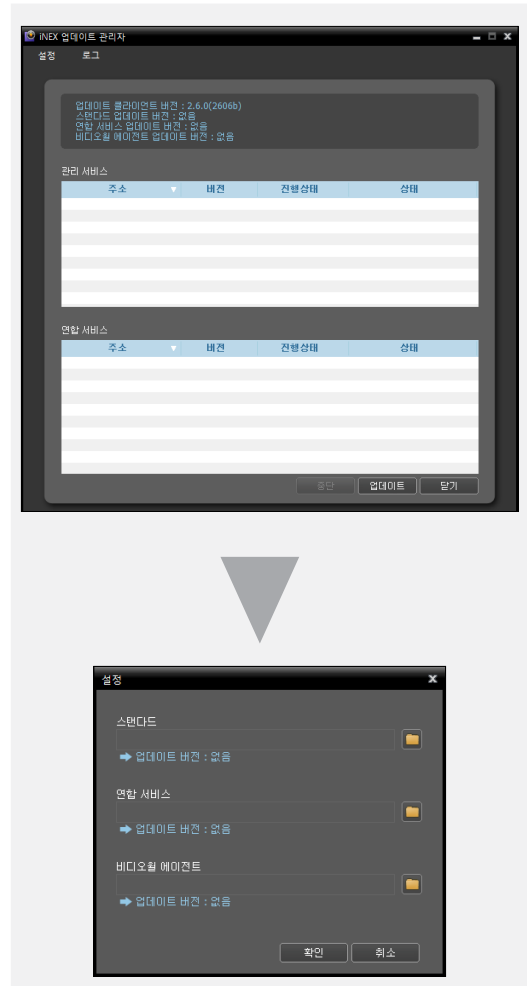 iNEX 업데이트 관리자
설정 로그
업데이트 클라이언트 버전 : 2.6.0(2606b)
스탠다드 업데이트 버전 : 없음
연합 서비스 업데이트 버전 : 없음
비디오월 에이전트 업데이트 버전 : 없음
관리 서비스
주소 버전 진행상태 상태
연합 서비스
주소 버전 진행상태 상태
중단 업데이트 닫기
설정
스탠다드
업데이트 버전 : 없음
연합 서비스
업데이트 버전 : 없음
비디오월 에이전트
업데이트 버전 : 없음
확인 취소